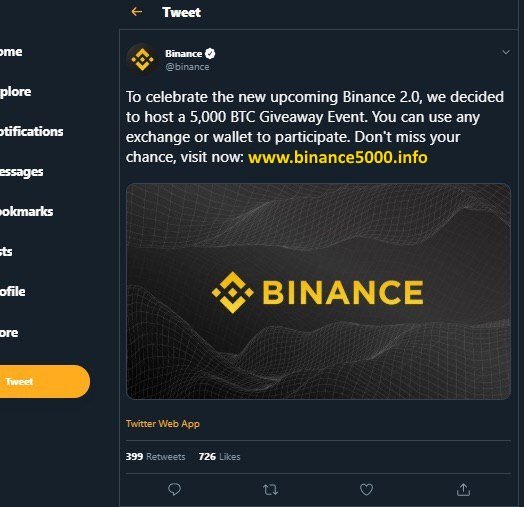 Tweet
ome
Binance
@binance
plore
To celebrate the new upcoming Binance 2.0, we decided
to host a 5,000 BTC Giveaway Event. You can use any
exchange or wallet to participate. Don't miss your
chance, visit now: www.binance5000.info
otifications
essages
ookmarks
sts
ofile
ore
Tweet
BINANCE
Twitter Web App
399 Retweets 726 Likes